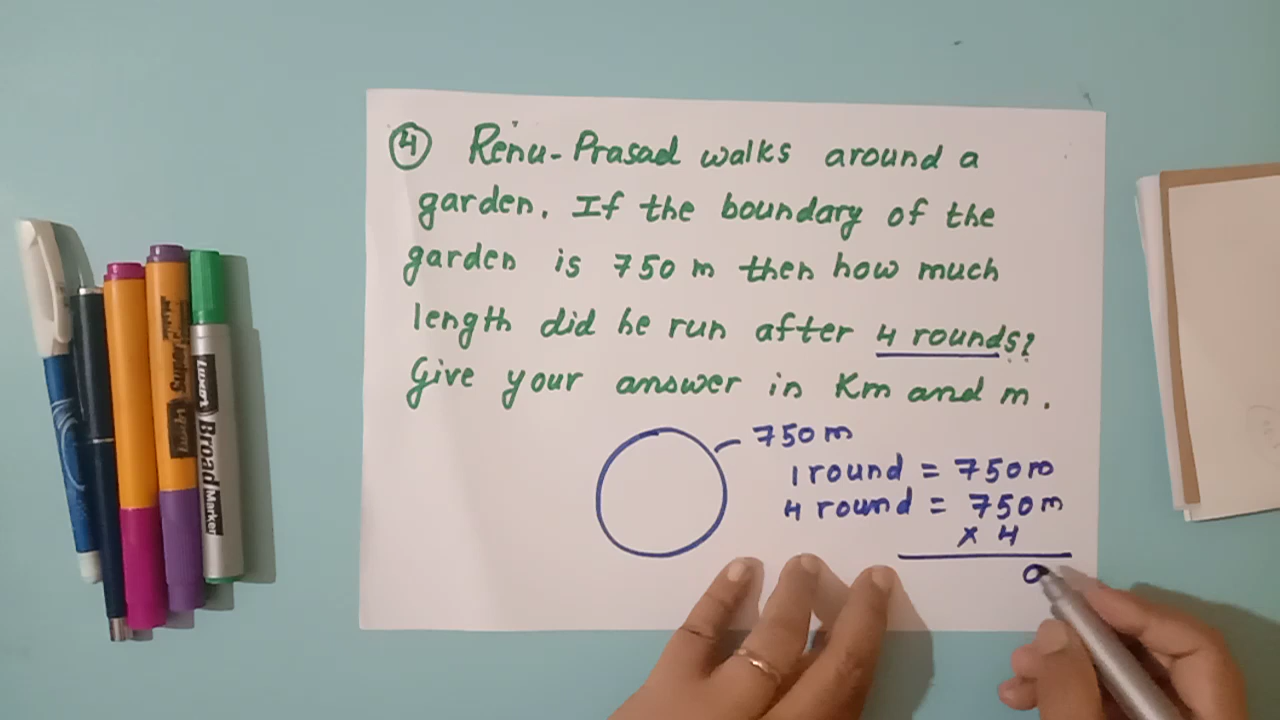 4 Renu-Prasad walks around a
garden. If the boundary of the
garden is 750 m then how much
length did he run after 4 rounds?
Give your answer in Km and m.
750 m
1 round = 750 m
4 round = 750 m
x 4
0
Luxor Broad Marker